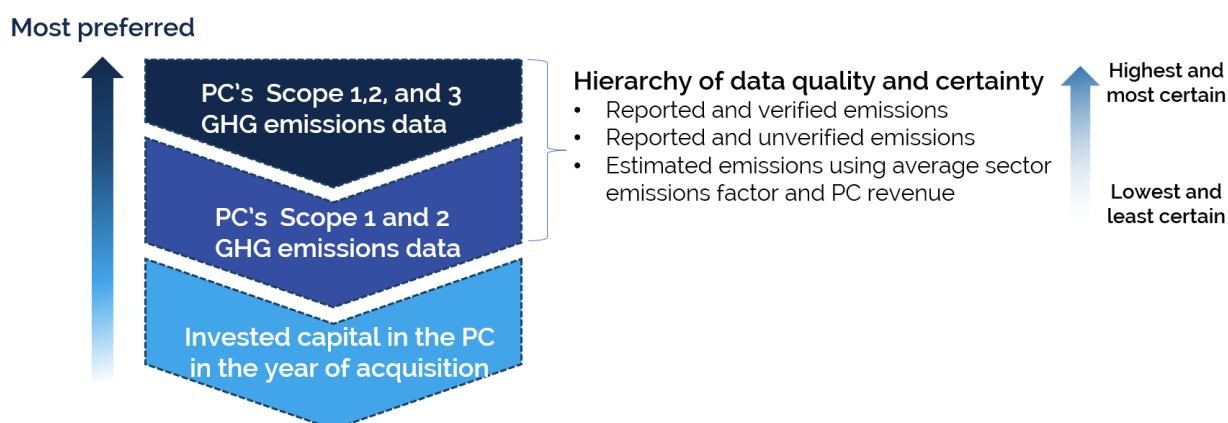 Most preferred
PC's  Scope 1,2, and 3
GHG emissions data
PC's  Scope 1 and 2
GHG emissions data
Invested capital in the PC
in the year of acquisition
Hierarchy of data quality and certainty
• Reported and verified emissions
• Reported and unverified emissions
• Estimated emissions using average sector
emissions factor and PC revenue
Highest and
most certain
Lowest and
least certain